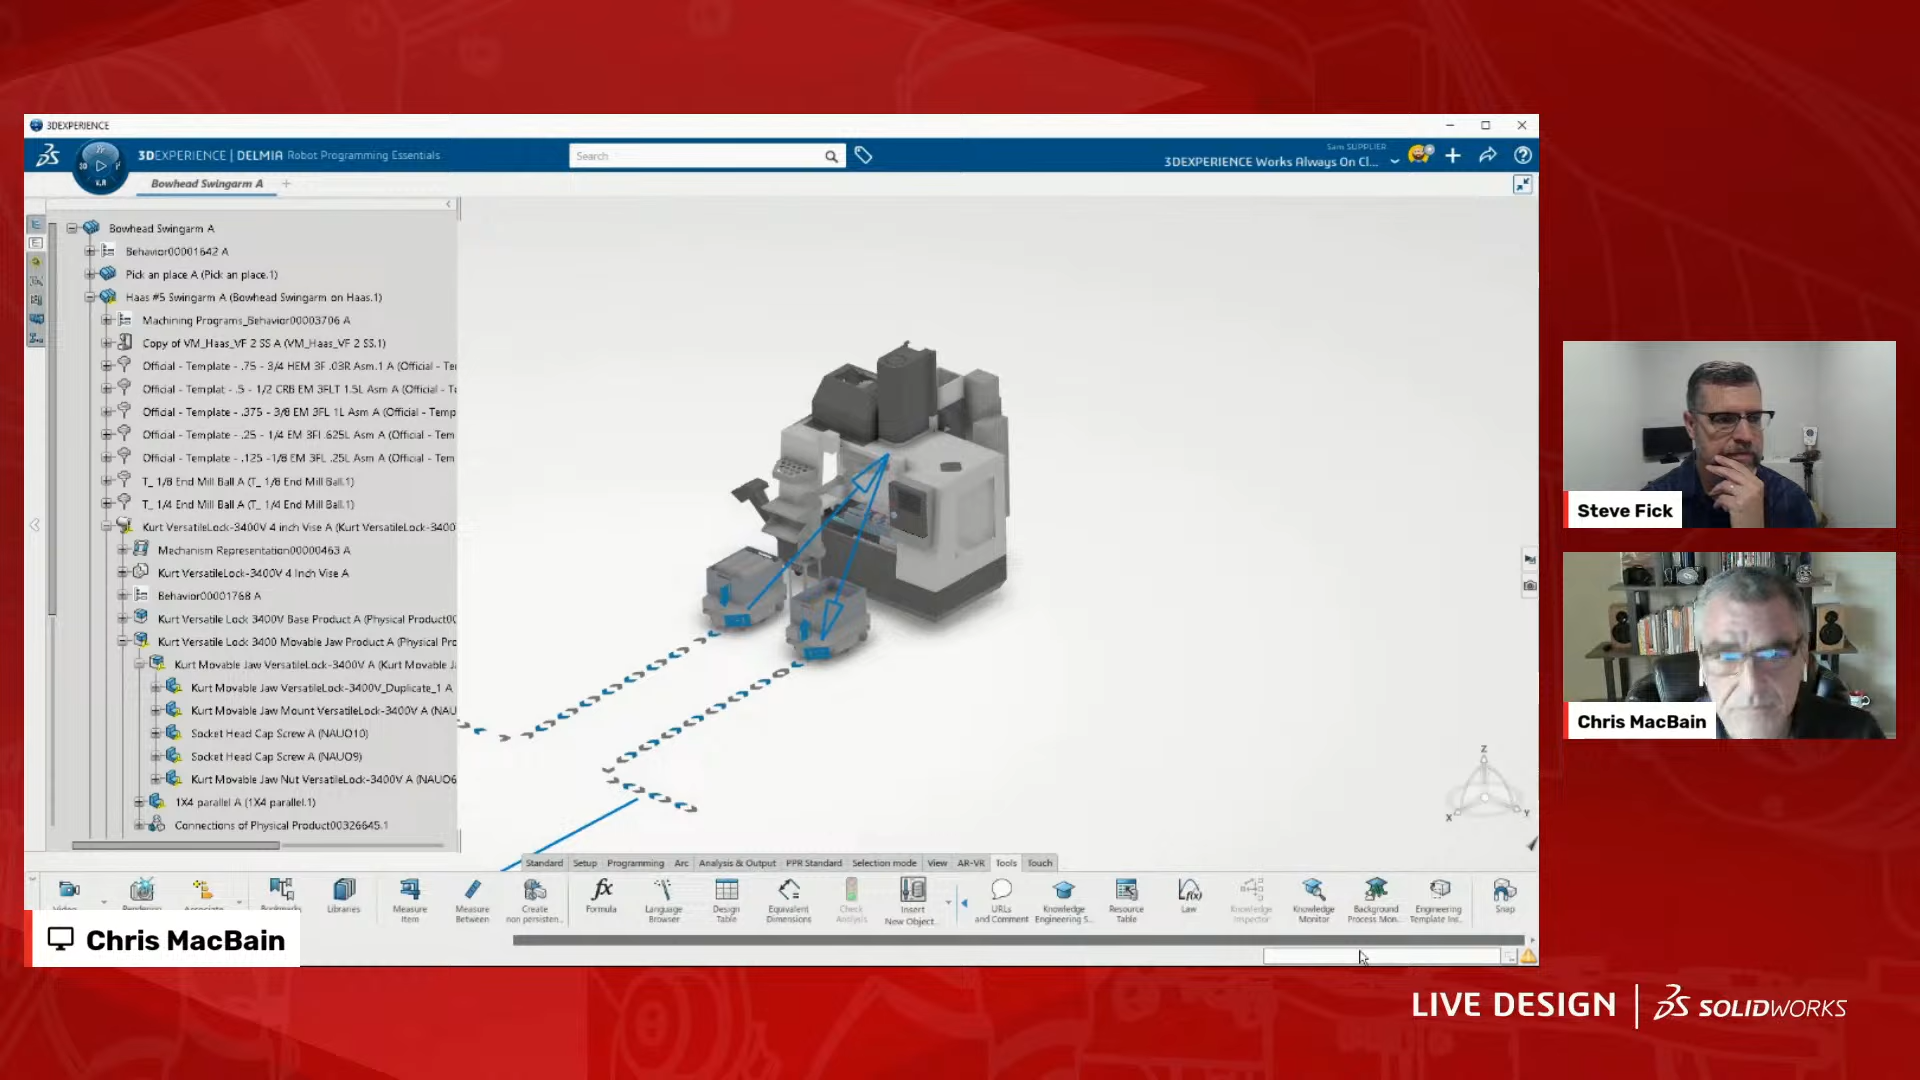 3DEXPERIENCE
3DEXPERIENCE | DELMIA Robot Programming Essentials
Search
Sam SUPPLIER
3DEXPERIENCE Works Always On Cl...
Bowhead Swingarm A
Bowhead Swingarm A
Behavior00001642 A
Pick an place A (Pick an place.1)
Haas #5 Swingarm A (Bowhead Swingarm on Haas.1)
Machining Programs_Behavior00003706 A
Copy of VM_Haas_VF 2 SS A (VM_Haas_VF 2 SS.1)
Official - Template - .75 - 3/4 HEM 3F .03R Asm.1 A (Official - Te
Official - Templat - .5 - 1/2 CRB EM 3FLT 1.5L Asm A (Official - Te
Official - Template - .375 - 3/8 EM 3FL 1L Asm A (Official - Temp
Official - Template - .25 - 1/4 EM 3Fl .625L Asm A (Official - Tem
Official - Template - .125 -1/8 EM 3FL .25L Asm A (Official - Tem
T_ 1/8 End Mill Ball A (T_ 1/8 End Mill Ball.1)
T_ 1/4 End Mill Ball A (T_ 1/4 End Mill Ball.1)
Kurt VersatileLock-3400V 4 inch Vise A (Kurt VersatileLock-3400
Mechanism Representation00000463 A
Kurt VersatileLock-3400V 4 Inch Vise A
Behavior00001768 A
Kurt Versatile Lock 3400V Base Product A (Physical Product00
Kurt Versatile Lock 3400 Movable Jaw Product A (Physical Pro
Kurt Movable Jaw VersatileLock-3400V A (Kurt Movable J
Kurt Movable Jaw VersatileLock-3400V_Duplicate_1 A
Kurt Movable Jaw Mount VersatileLock-3400V A (NAU
Socket Head Cap Screw A (NAUO10)
Socket Head Cap Screw A (NAUO9)
Kurt Movable Jaw Nut VersatileLock-3400V A (NAUO6
1X4 parallel A (1X4 parallel.1)
Connections of Physical Product00326645.1
Z
X
Y
Standard Setup Programming Arc Analysis & Output PPR Standard Selection mode View AR-VR Tools Touch
Libraries
Measure Item
Measure Between
Create non persisten..
Formula
Language Browser
Design Table
Equivalent Dimensions
Check Analysis
Insert New Object..
URLs and Comment
Knowledge Engineering S...
Resource Table
Law
Knowledge Inspector
Knowledge Monitor
Background Process Mon..
Engineering Template Ins..
Snap
Chris MacBain
Steve Fick
Chris MacBain
LIVE DESIGN | SOLIDWORKS